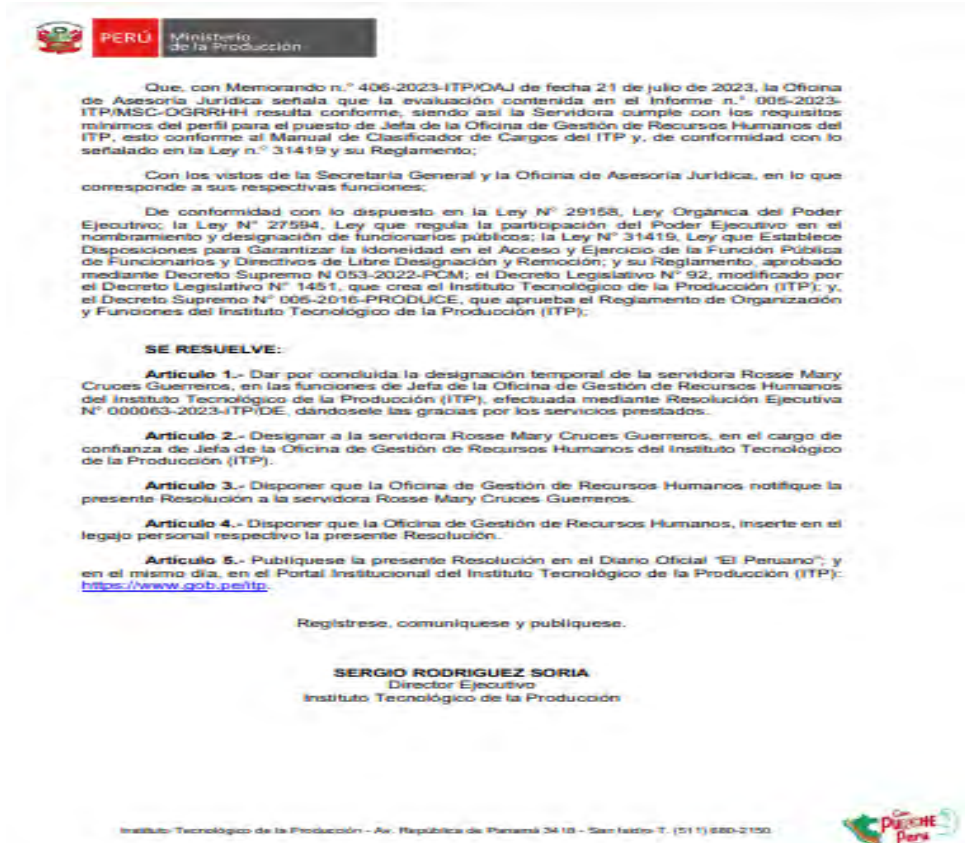 PERÚ
Ministerio
de la Producción
Que, con Memorando n.° 406-2023-ITP/OAJ de fecha 21 de julio de 2023, la Oficina
de Asesoría Jurídica señala que la evaluación contenida en el Informe n.° 005-2023-
ITP/MSC-OGRRHH resulta conforme, siendo así la Servidora cumple con los requisitos
mínimos del perfil para el puesto de Jefa de la Oficina de Gestión de Recursos Humanos del
ITP, esto conforme al Manual de Clasificador de Cargos del ITP y, de conformidad con lo
señalado en la Ley n.° 31419 y su Reglamento;
Con los vistos de la Secretaría General y la Oficina de Asesoría Jurídica, en lo que
corresponde a sus respectivas funciones;
De conformidad con lo dispuesto en la Ley N° 29158, Ley Orgánica del Poder
Ejecutivo; la Ley N° 27594, Ley que regula la participación del Poder Ejecutivo en el
nombramiento y designación de funcionarios públicos; la Ley N° 31419, Ley que Establece
Disposiciones para Garantizar la Idoneidad en el Acceso y Ejercicio de la Función Pública
de Funcionarios y Directivos de Libre Designación y Remoción; y su Reglamento, aprobado
mediante Decreto Supremo N 053-2022-PCM; el Decreto Legislativo N° 92, modificado por
el Decreto Legislativo N° 1451, que crea el Instituto Tecnológico de la Producción (ITP); y,
el Decreto Supremo N° 005-2016-PRODUCE, que aprueba el Reglamento de Organización
y Funciones del Instituto Tecnológico de la Producción (ITP);
SE RESUELVE:
Artículo 1.- Dar por concluida la designación temporal de la servidora Rosse Mary
Cruces Guerreros, en las funciones de Jefa de la Oficina de Gestión de Recursos Humanos
del Instituto Tecnológico de la Producción (ITP), efectuada mediante Resolución Ejecutiva
N° 000063-2023-ITP/DE, dándosele las gracias por los servicios prestados.
Artículo 2.- Designar a la servidora Rosse Mary Cruces Guerreros, en el cargo de
confianza de Jefa de la Oficina de Gestión de Recursos Humanos del Instituto Tecnológico
de la Producción (ITP).
Artículo 3.- Disponer que la Oficina de Gestión de Recursos Humanos notifique la
presente Resolución a la servidora Rosse Mary Cruces Guerreros.
Artículo 4.- Disponer que la Oficina de Gestión de Recursos Humanos, inserte en el
legajo personal respectivo la presente Resolución.
Artículo 5.- Publíquese la presente Resolución en el Diario Oficial "El Peruano"; y
en el mismo día, en el Portal Institucional del Instituto Tecnológico de la Producción (ITP):
https://www.gob.pe/itp.
Regístrese, comuníquese y publíquese.
SERGIO RODRIGUEZ SORIA
Director Ejecutivo
Instituto Tecnológico de la Producción
Instituto Tecnológico de la Producción - Av. República de Panamá 3418 - San Isidro-T. (511) 680-2150
Con
PUNCHE
Perú